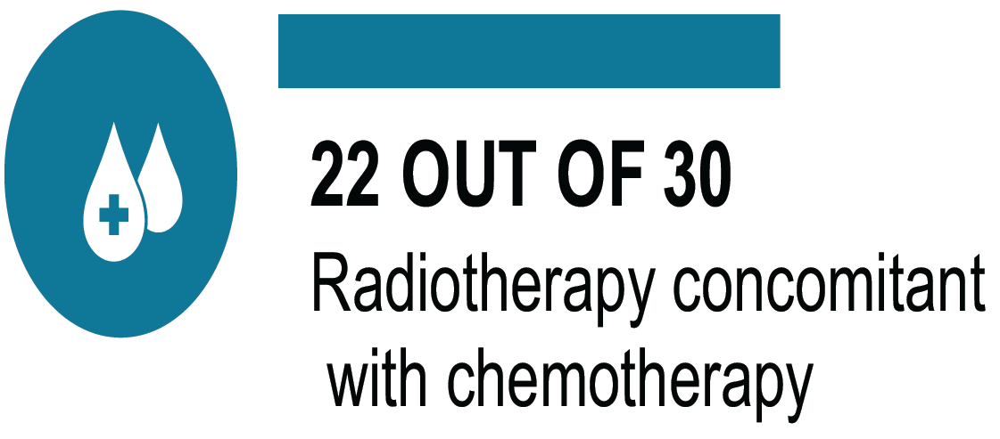 22 OUT OF 30
Radiotherapy concomitant
with chemotherapy